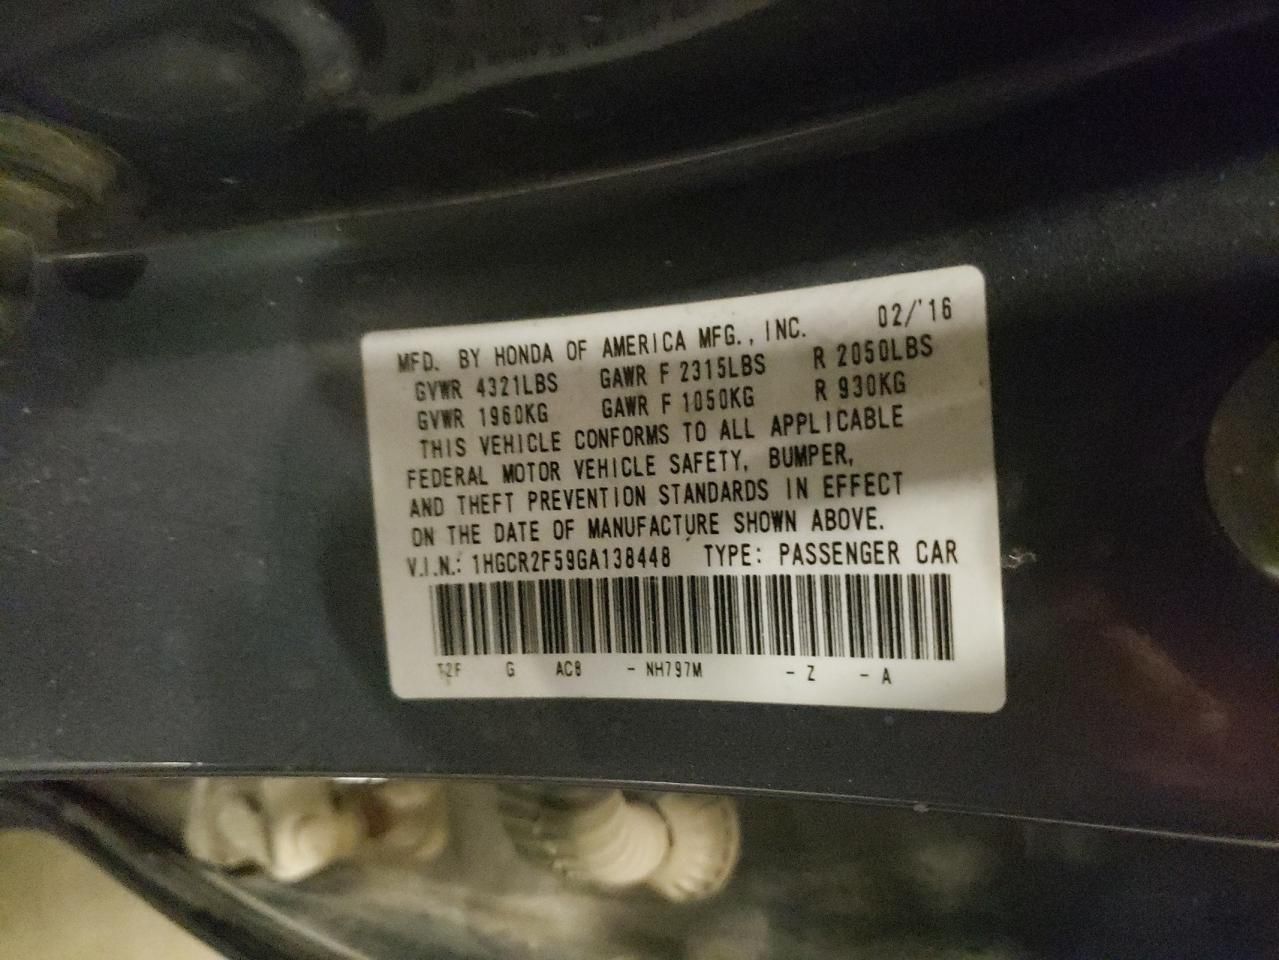 MFD. BY HONDA OF AMERICA MFG., INC. 02/'16
GVWR 4321LBS GAWR F 2315LBS R 2050LBS
GVWR 1960KG GAWR F 1050KG R 930KG
THIS VEHICLE CONFORMS TO ALL APPLICABLE
FEDERAL MOTOR VEHICLE SAFETY, BUMPER,
AND THEFT PREVENTION STANDARDS IN EFFECT
ON THE DATE OF MANUFACTURE SHOWN ABOVE.
V.I.N.: 1HGCR2F59GA138448 TYPE: PASSENGER CAR
T2F G AC8 - NH797M - Z - A